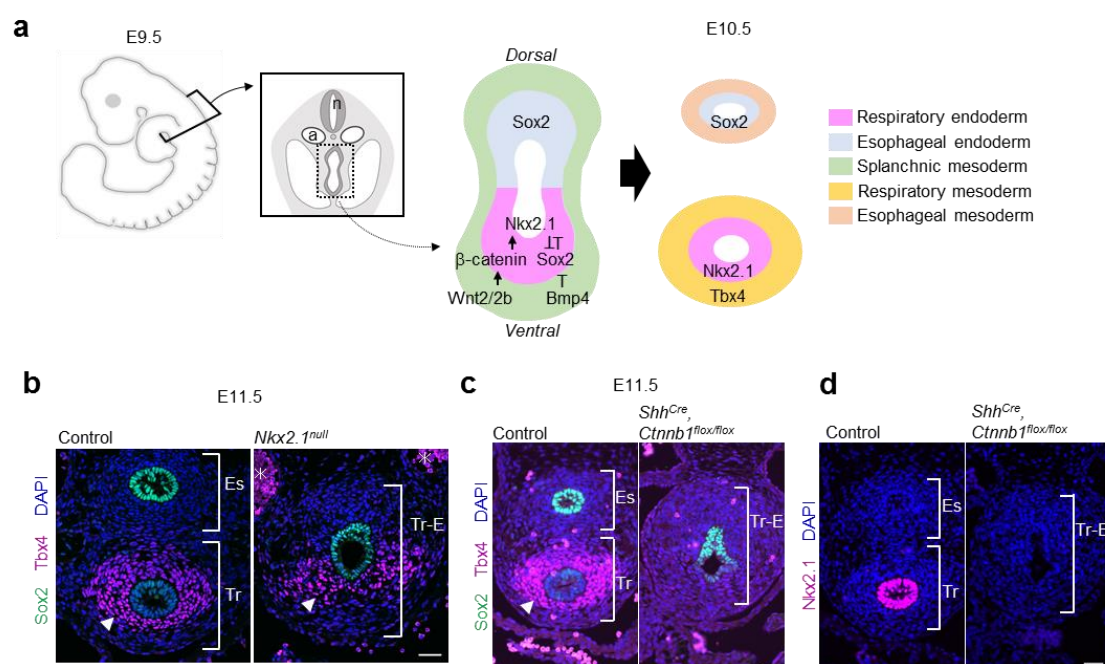 a
E9.5
n
a
Dorsal
Sox2
Nkx2.1
TT
β-catenin
Sox2
T
Wnt2/2b
Bmp4
Ventral
E10.5
Sox2
Nkx2.1
Tbx4
Respiratory endoderm
Esophageal endoderm
Splanchnic mesoderm
Respiratory mesoderm
Esophageal mesoderm
b
E11.5
Control
Nkx2.1null
Sox2 Tbx4 DAPI
* *
Es
Tr
Tr-E
c
E11.5
Control
ShhCre,
Ctnnb1flox/flox
Sox2 Tbx4 DAPI
Es
Tr
Tr-E
d
Control
ShhCre,
Ctnnb1flox/flox
Nkx2.1 DAPI
Es
Tr
Tr-E